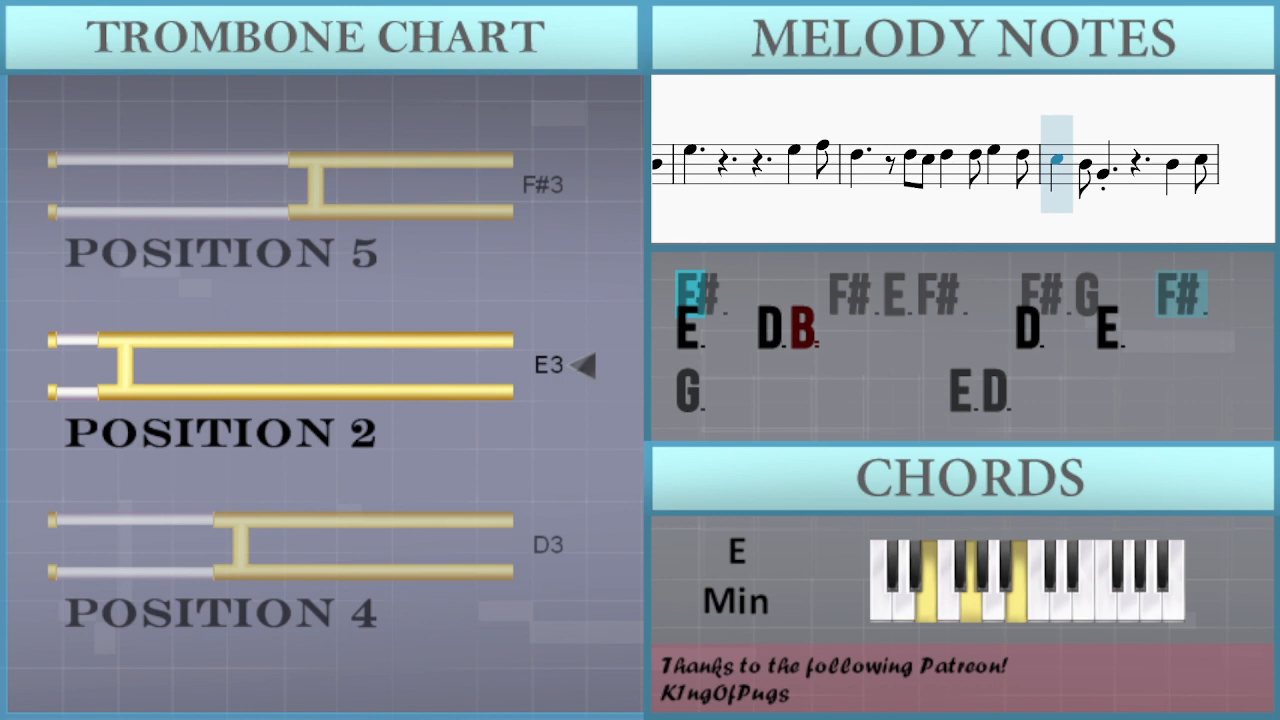 TROMBONE CHART
F#3
POSITION 5
E3
POSITION 2
D3
POSITION 4
MELODY NOTES
F#. F#. E. F#. F#. G. F#.
E. D. B. D. E.
G. E. D.
CHORDS
E
Min
Thanks to the following Patreon!
K1ngOfPugs